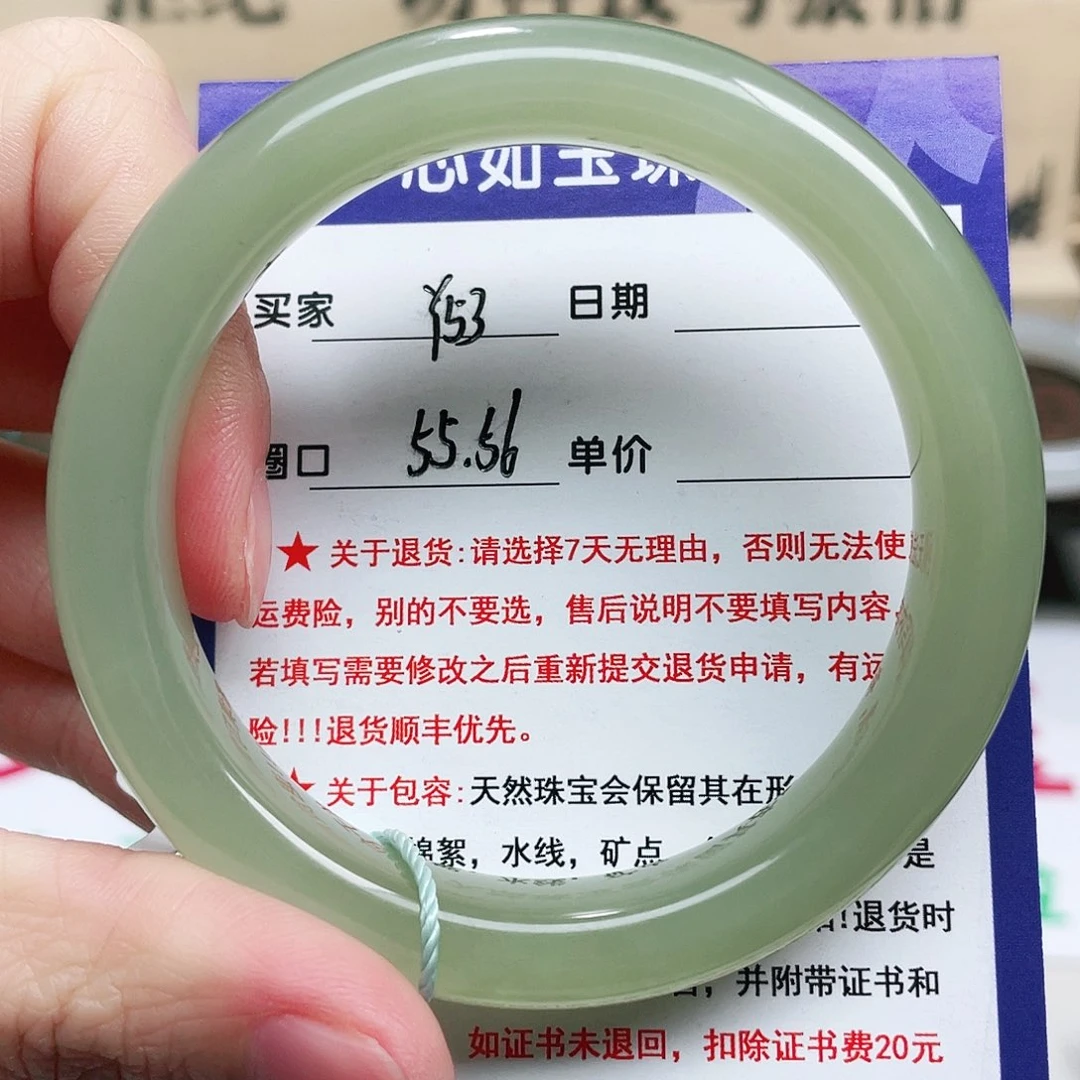 如玉珠
买家 Y53 日期
圈口 55.56 单价
★关于退货:请选择7天无理由，否则无法使
运费险，别的不要选，售后说明不要填写内容。
若填写需要修改之后重新提交退货申请，有运
险!!!退货顺丰优先。
★关于包容:天然珠宝会保留其在形
棉絮，水线，矿点 是
!退货时
，并附带证书和
如证书未退回，扣除证书费20元